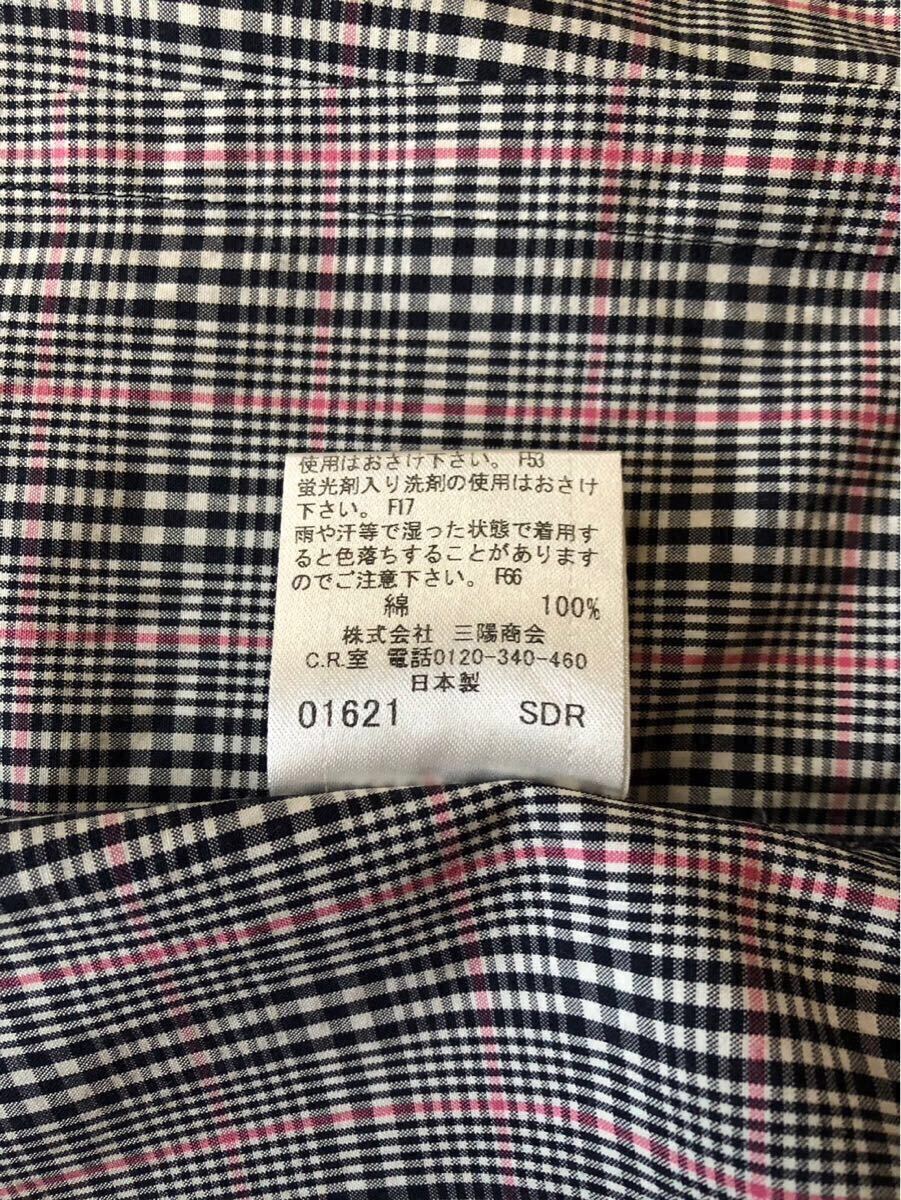 使用はおさけ下さい。 F53
蛍光剤入り洗剤の使用はおさけ
下さい。 F17
雨や汗等で湿った状態で着用す
ると色落ちすることがあります
のでご注意下さい。 F66
綿 100%
株式会社 三陽商会
C.R.室 電話0120-340-460
日本製
01621 SDR